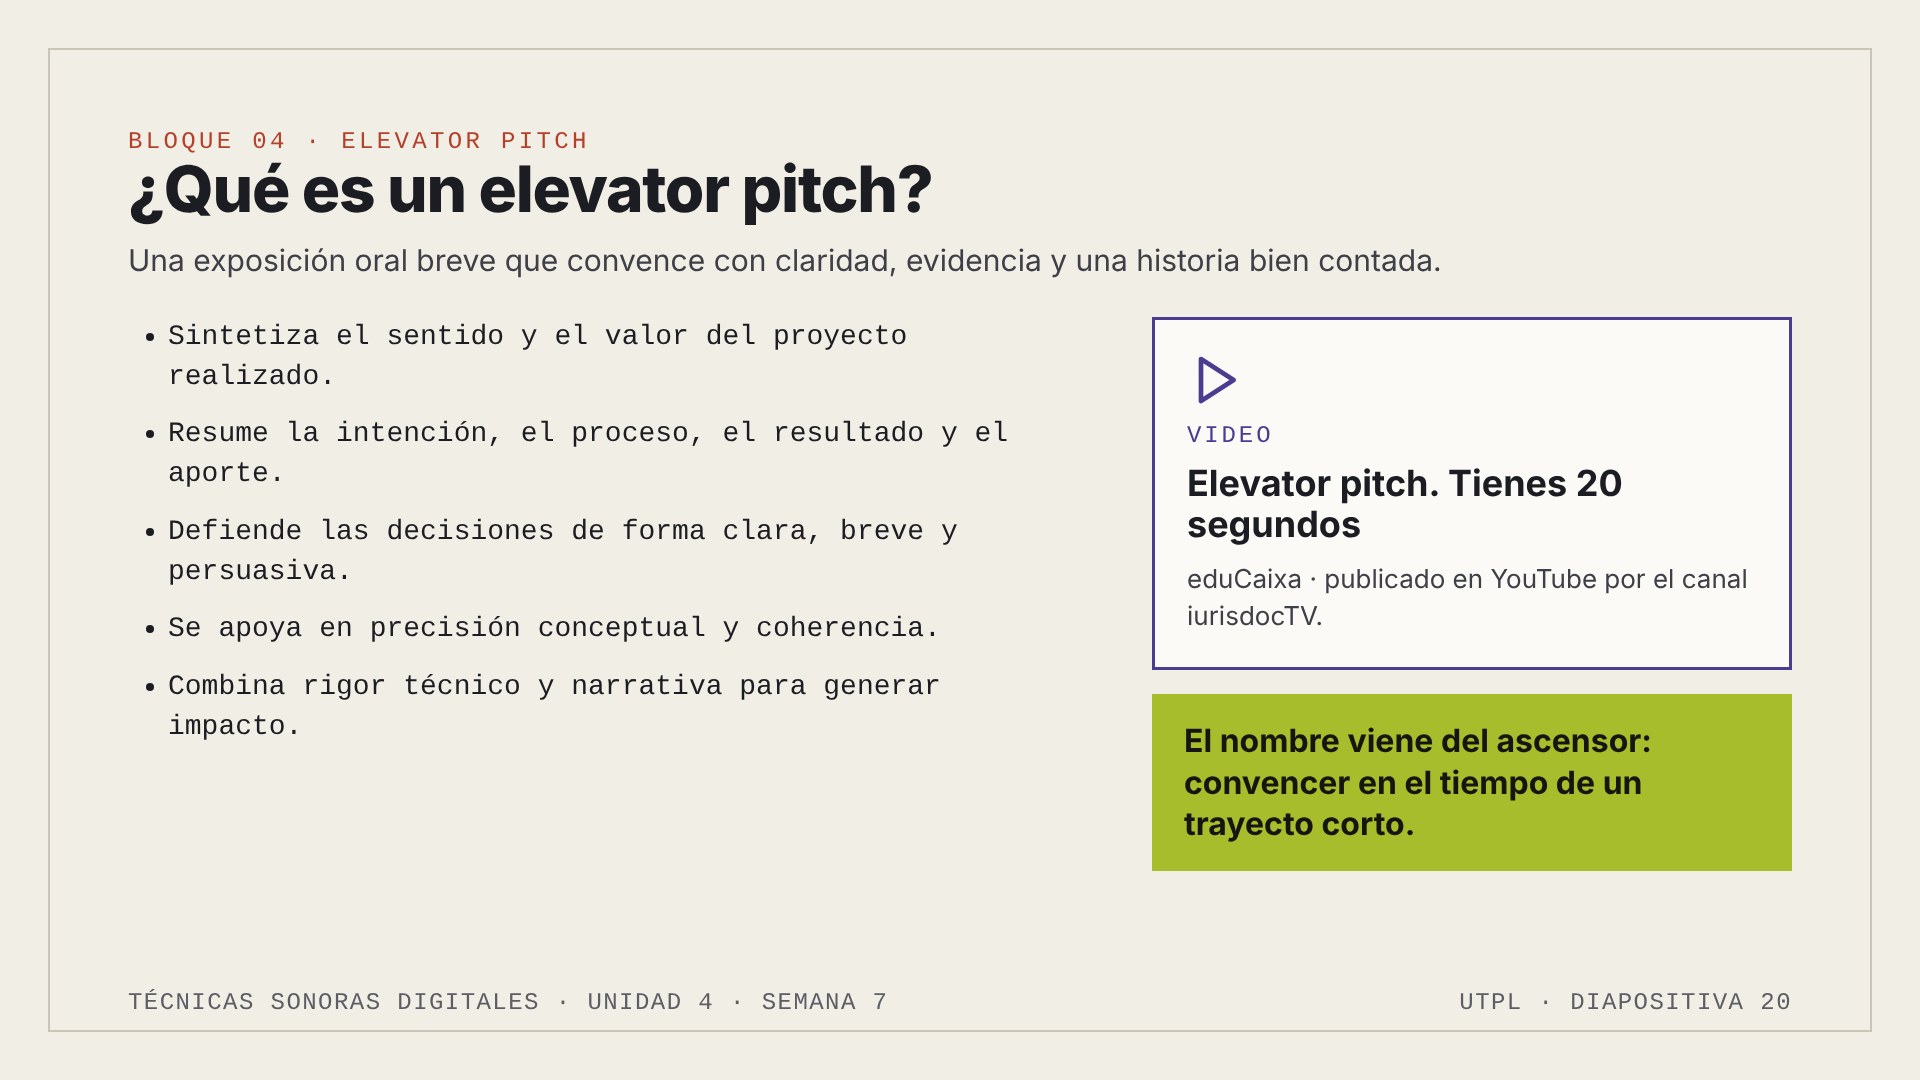 BLOQUE 04 · ELEVATOR PITCH
¿Qué es un elevator pitch?
Una exposición oral breve que convence con claridad, evidencia y una historia bien contada.
• Sintetiza el sentido y el valor del proyecto
realizado.
• Resume la intención, el proceso, el resultado y el
aporte.
• Defiende las decisiones de forma clara, breve y
persuasiva.
• Se apoya en precisión conceptual y coherencia.
• Combina rigor técnico y narrativa para generar
impacto.
VIDEO
Elevator pitch. Tienes 20
segundos
eduCaixa · publicado en YouTube por el canal
iurisdocTV.
El nombre viene del ascensor:
convencer en el tiempo de un
trayecto corto.
TÉCNICAS SONORAS DIGITALES · UNIDAD 4 · SEMANA 7
UTPL · DIAPOSITIVA 20